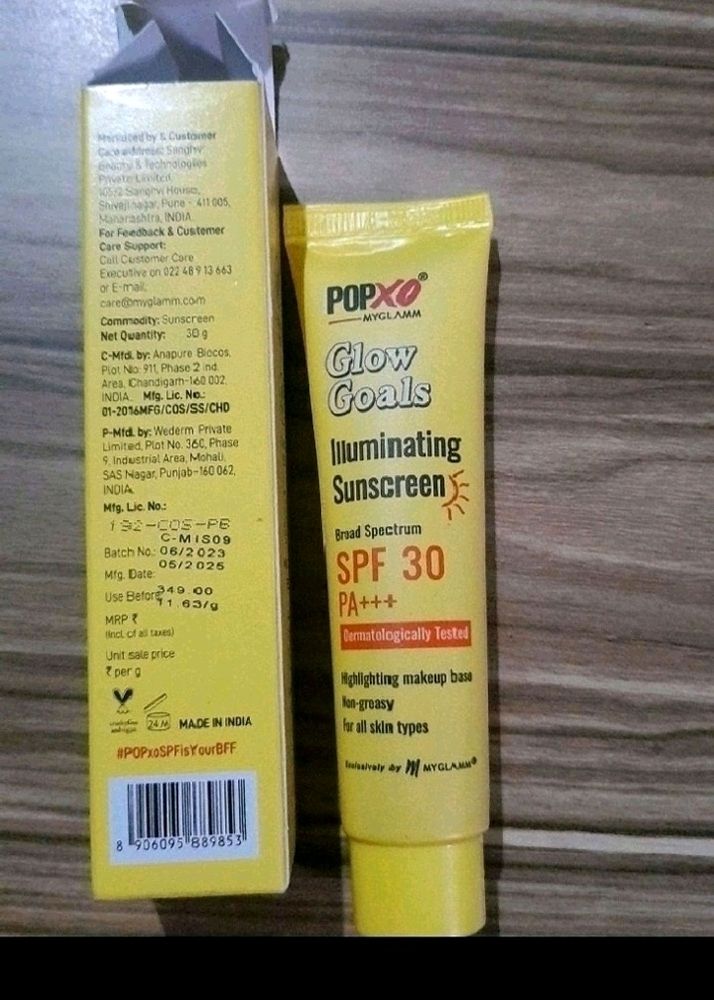 Marketed by & Customer
Care address: Sanghvi
Beauty & Technologies
Private Limited
10532 Sanghvi House,
Shivaji nagar, Pune - 411 005,
Maharashtra, INDIA.
For Feedback & Customer
Care Support:
Call Customer Care
Executive on 022 48 9 13 663
or E-mail:
care@myglamm.com
Commodity: Sunscreen
Net Quantity: 30 g
C-Mfd. by: Anapure Biocos,
Plot No: 911, Phase 2 ind.
Area, Chandigarh-160 002,
INDIA. Mfg. Lic. No.:
01-2016MFG/COS/SS/CHD
P-Mfd. by: Wederm Private
Limited, Plot No. 36C, Phase
9, Industrial Area, Mohali,
SAS Nagar, Punjab-160 062,
INDIA
Mfg. Lic. No.:
192-COS-PB
C-MIS09
Batch No.: 06/2023
05/2025
Mfg. Date:
Use Before: 349.00
11.63/g
MRP ₹
(incl. of all taxes)
Unit sale price
₹ per g
24 M MADE IN INDIA
#POPxoSPFisYourBFF
8 906095 889853
POPXO®
MYGLAMM
Glow
Goals
Illuminating
Sunscreen
Broad Spectrum
SPF 30
PA+++
Dermatologically Tested
Highlighting makeup base
Non-greasy
For all skin types
Exclusively by M MYGLAMM®